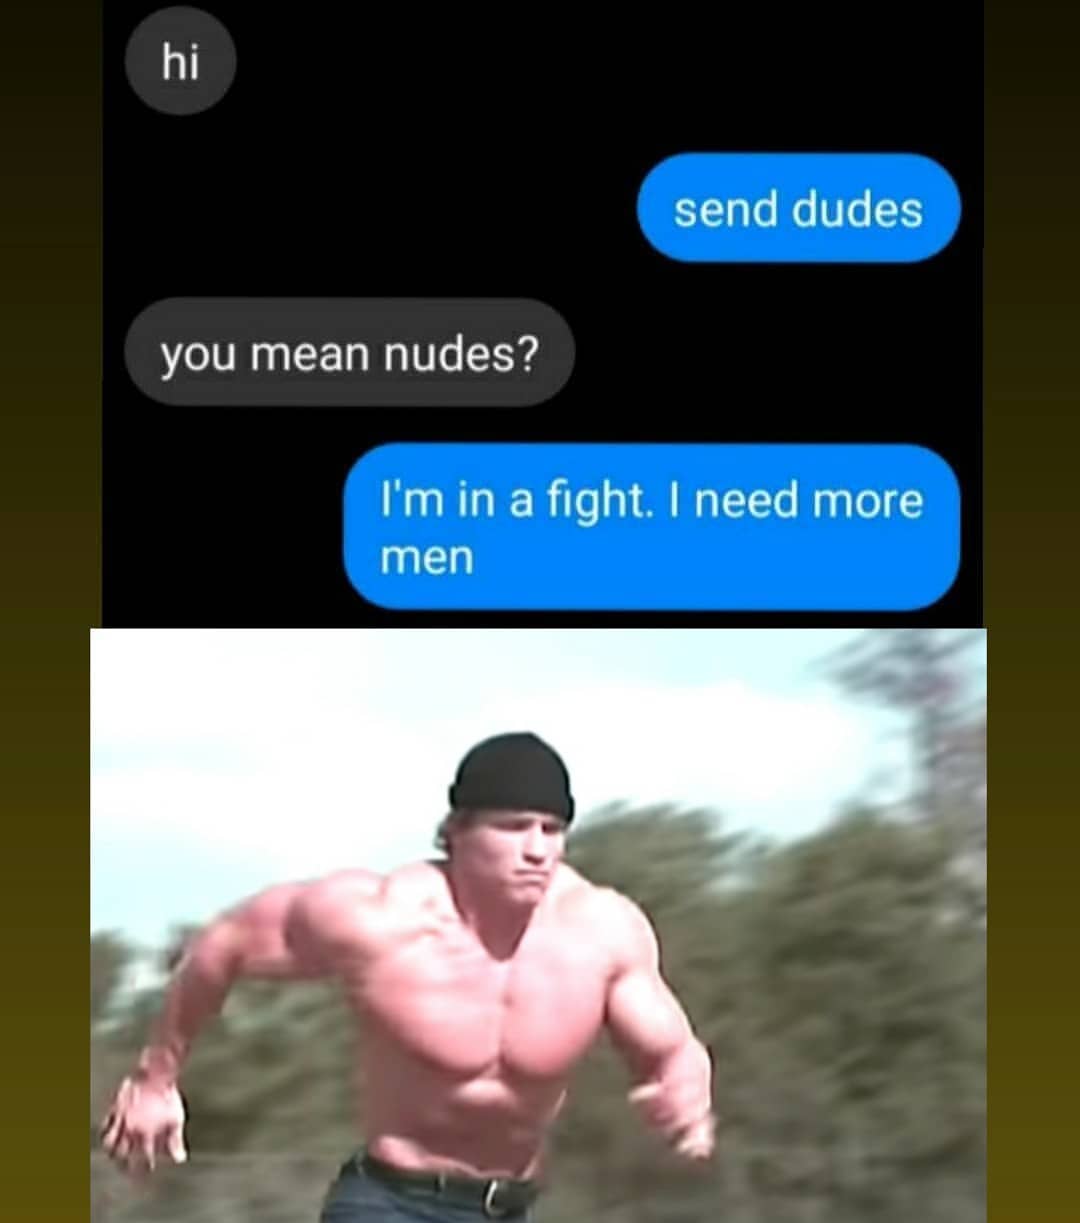 hi
send dudes
you mean nudes?
I'm in a fight. I need more
men